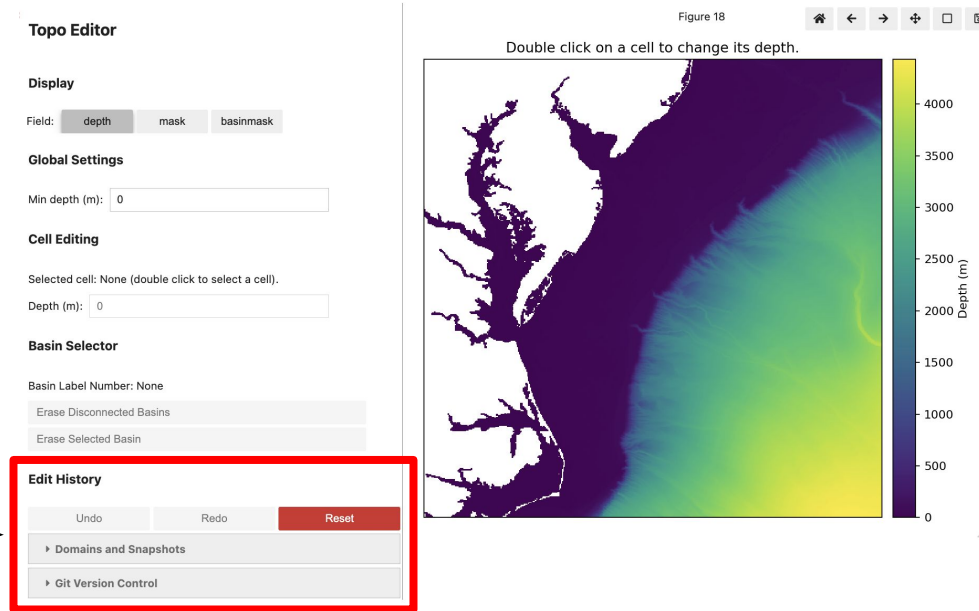 Topo Editor
Display
Field: depth mask basinmask
Global Settings
Min depth (m): 0
Cell Editing
Selected cell: None (double click to select a cell).
Depth (m): 0
Basin Selector
Basin Label Number: None
Erase Disconnected Basins
Erase Selected Basin
Edit History
Undo Redo Reset
Domains and Snapshots
Git Version Control
Figure 18
Double click on a cell to change its depth.
4000
3500
3000
2500
2000
1500
1000
500
0
Depth (m)